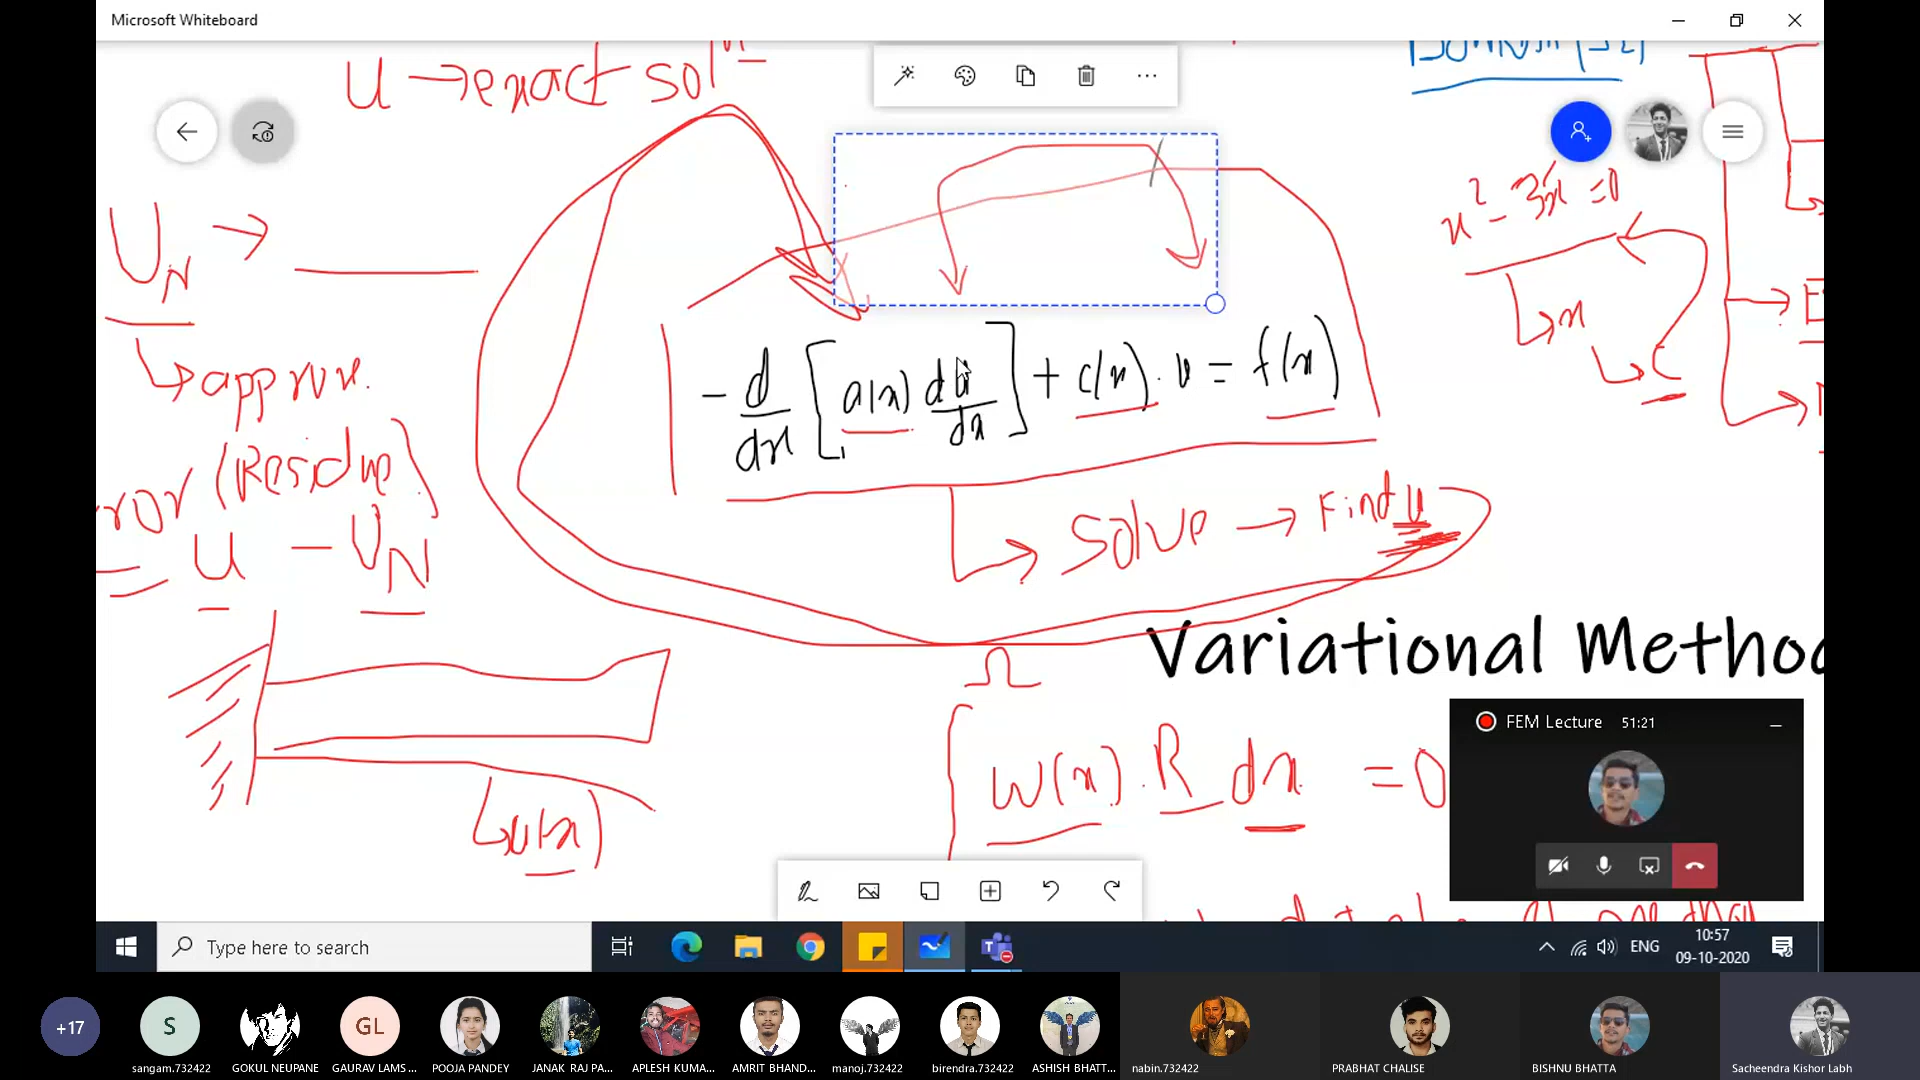 Microsoft Whiteboard
u → exact solⁿ
Domain (Ω)
x² - 3x = 0
↳ x
U_N →
↳ approx.
-d/dx [a(x) du/dx] + c(x) . u = f(x)
rror (Residue)
= u - U_N
↳ Solve → Find u
Variational Metho
Ω
∫ w(x) . R dx = 0
↳ u(x)
FEM Lecture 51:21
Type here to search
ENG
10:57
09-10-2020
+17
S
GL
sangam.732422
GOKUL NEUPANE
GAURAV LAMS ...
POOJA PANDEY
JANAK RAJ PA...
APLESH KUMA...
AMRIT BHAND...
manoj.732422
birendra.732422
ASHISH BHATT...
nabin.732422
PRABHAT CHALISE
BISHNU BHATTA
Sacheendra Kishor Labh